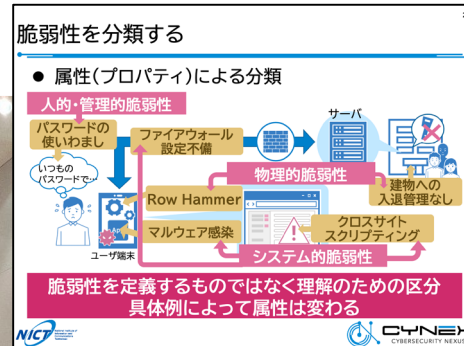 脆弱性を分類する
● 属性(プロパティ)による分類
人的・管理的脆弱性
パスワードの
使いわまし
ファイアウォール
設定不備
サーバ
いつもの
パスワードで…
物理的脆弱性
建物への
入退管理なし
Row Hammer
マルウェア感染
クロスサイト
スクリプティング
ユーザ端末
システム的脆弱性
脆弱性を定義するものではなく理解のための区分
具体例によって属性は変わる
NICT
CYNEX
CYBERSECURITY NEXUS